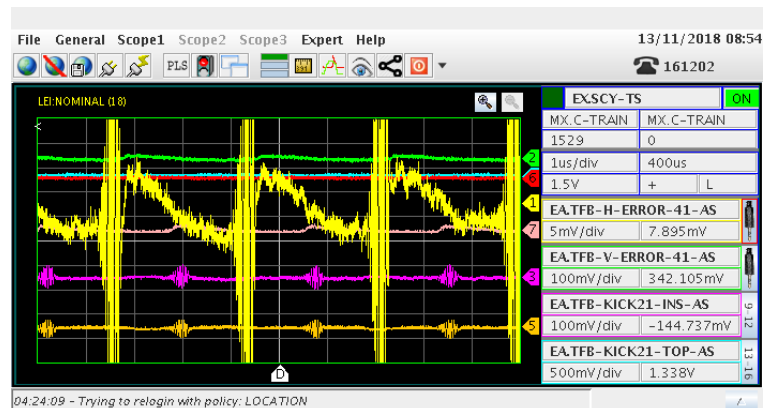 File General Scope1 Scope2 Scope3 Expert Help 13/11/2018 08:54
PLS 161202
LEI:NOMINAL (18)
EX.SCY-TS ON
MX.C-TRAIN MX.C-TRAIN
1529 0
1us/div 400us
1.5V + L
EA.TFB-H-ERROR-41-AS
5mV/div 7.895mV
EA.TFB-V-ERROR-41-AS
100mV/div 342.105mV
EA.TFB-KICK21-INS-AS
100mV/div -144.737mV
9-12
EA.TFB-KICK21-TOP-AS
500mV/div 1.338V
13-16
2
6
1
7
3
5
D
04:24:09 - Trying to relogin with policy: LOCATION